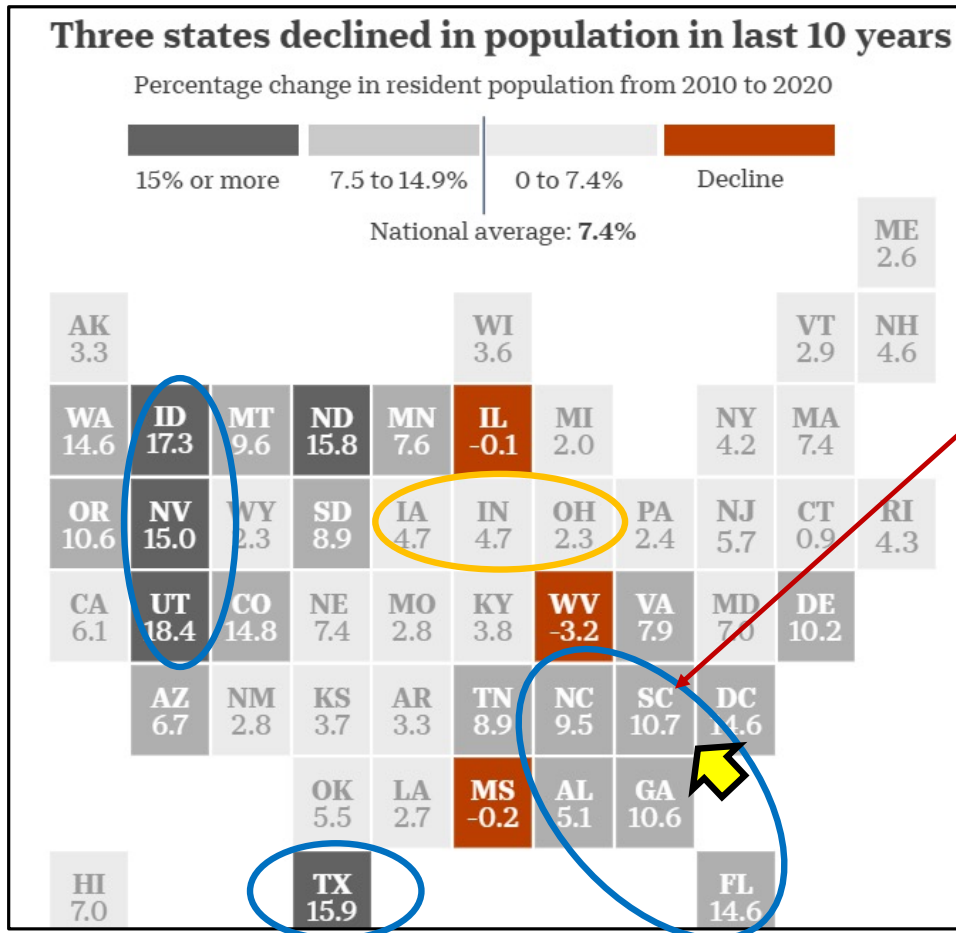 Three states declined in population in last 10 years
Percentage change in resident population from 2010 to 2020
15% or more 7.5 to 14.9% 0 to 7.4% Decline
National average: 7.4%
ME
2.6
AK WI VT NH
3.3 3.6 2.9 4.6
WA ID MT ND MN IL MI NY MA
14.6 17.3 9.6 15.8 7.6 -0.1 2.0 4.2 7.4
OR NV WY SD IA IN OH PA NJ CT RI
10.6 15.0 2.3 8.9 4.7 4.7 2.3 2.4 5.7 0.9 4.3
CA UT CO NE MO KY WV VA MD DE
6.1 18.4 14.8 7.4 2.8 3.8 -3.2 7.9 7.0 10.2
AZ NM KS AR TN NC SC DC
6.7 2.8 3.7 3.3 8.9 9.5 10.7 14.6
OK LA MS AL GA
5.5 2.7 -0.2 5.1 10.6
HI TX FL
7.0 15.9 14.6